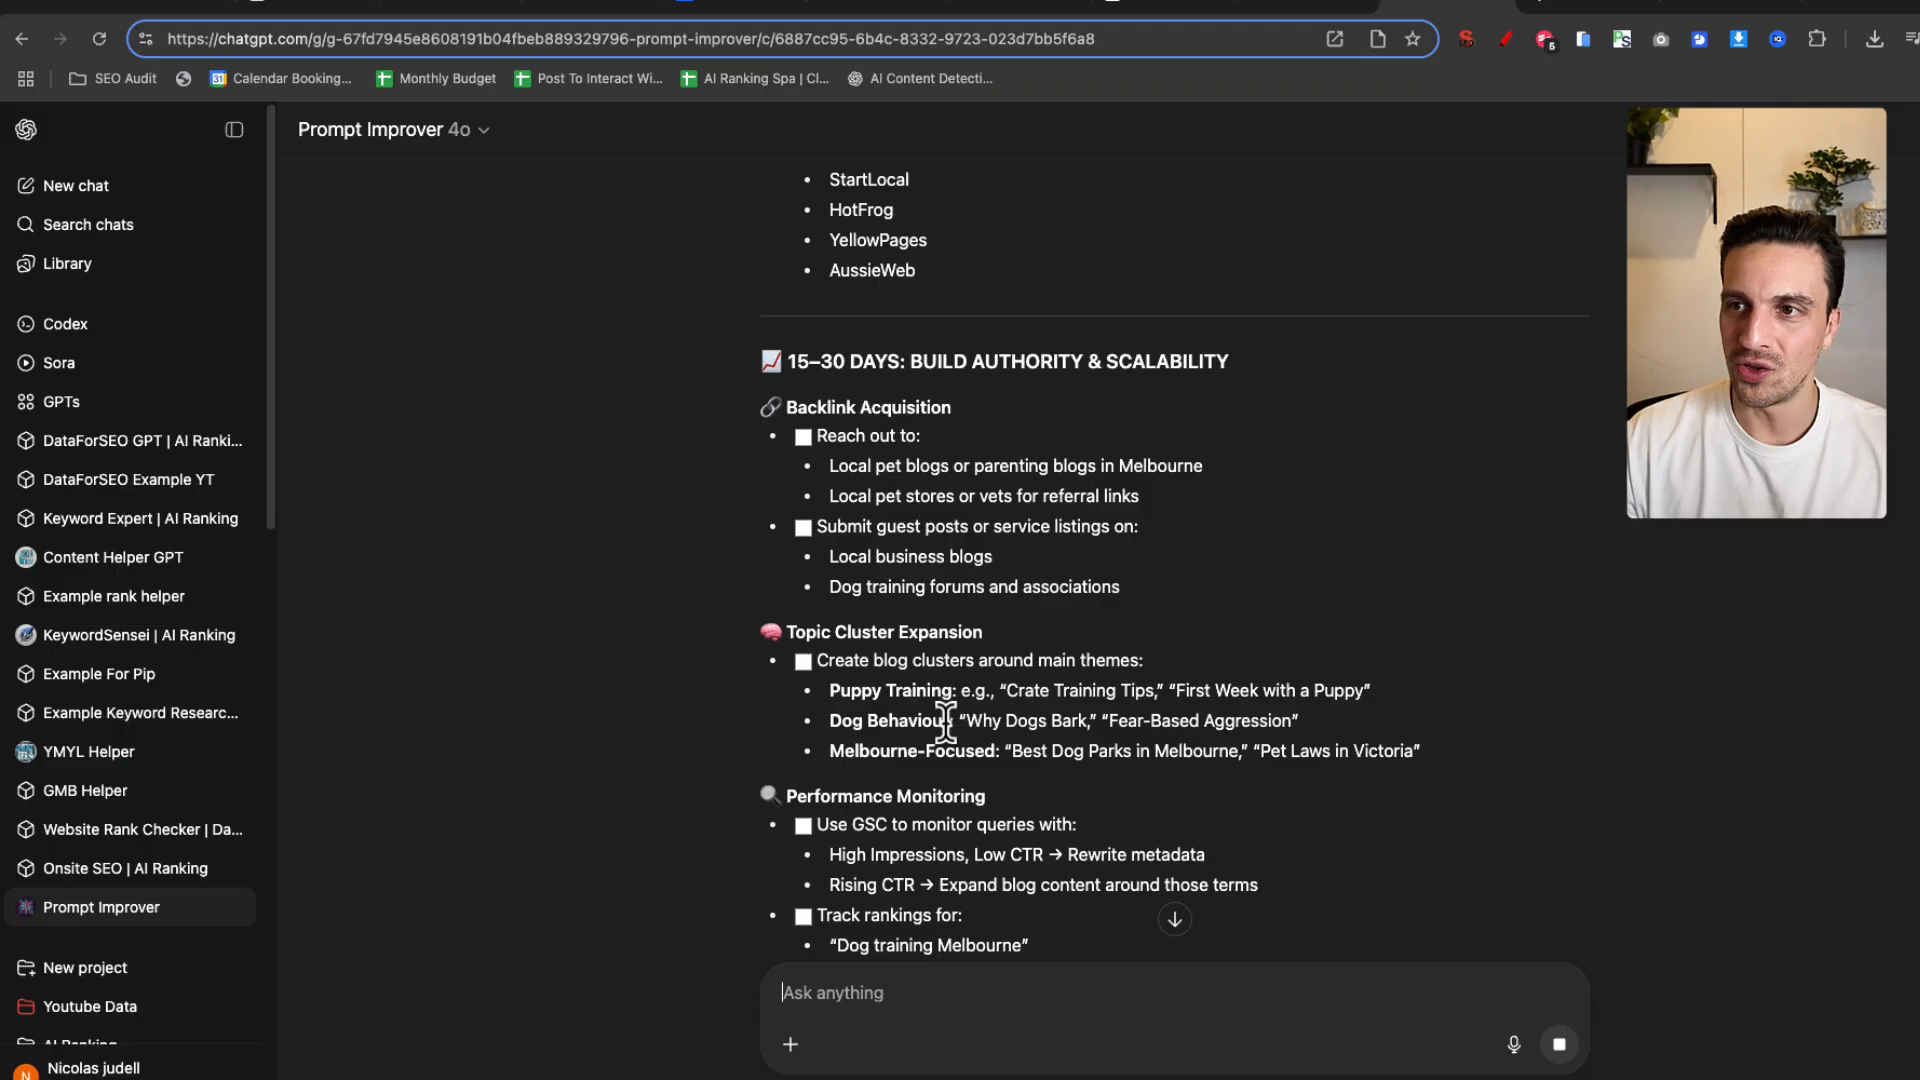 https://chatgpt.com/g/g-67fd7945e8608191b04fbeb889329796-prompt-improver/c/6887cc95-6b4c-8332-9723-023d7bb5f6a8
5
SEO Audit
Calendar Booking...
Monthly Budget
Post To Interact Wi...
AI Ranking Spa | Cl...
AI Content Detecti...
Prompt Improver 4o
New chat
Search chats
Library
Codex
Sora
GPTs
DataForSEO GPT | AI Ranki...
DataForSEO Example YT
Keyword Expert | AI Ranking
Content Helper GPT
Example rank helper
KeywordSensei | AI Ranking
Example For Pip
Example Keyword Researc...
YMYL Helper
GMB Helper
Website Rank Checker | Da...
Onsite SEO | AI Ranking
Prompt Improver
New project
Youtube Data
AI Ranking
N
Nicolas judell
• StartLocal
• HotFrog
• YellowPages
• AussieWeb
📈 15–30 DAYS: BUILD AUTHORITY & SCALABILITY
🔗 Backlink Acquisition
• ⬜ Reach out to:
• Local pet blogs or parenting blogs in Melbourne
• Local pet stores or vets for referral links
• ⬜ Submit guest posts or service listings on:
• Local business blogs
• Dog training forums and associations
🧠 Topic Cluster Expansion
• ⬜ Create blog clusters around main themes:
• Puppy Training: e.g., “Crate Training Tips,” “First Week with a Puppy”
• Dog Behaviour: “Why Dogs Bark,” “Fear-Based Aggression”
• Melbourne-Focused: “Best Dog Parks in Melbourne,” “Pet Laws in Victoria”
🔍 Performance Monitoring
• ⬜ Use GSC to monitor queries with:
• High Impressions, Low CTR → Rewrite metadata
• Rising CTR → Expand blog content around those terms
• ⬜ Track rankings for:
• “Dog training Melbourne”
Ask anything